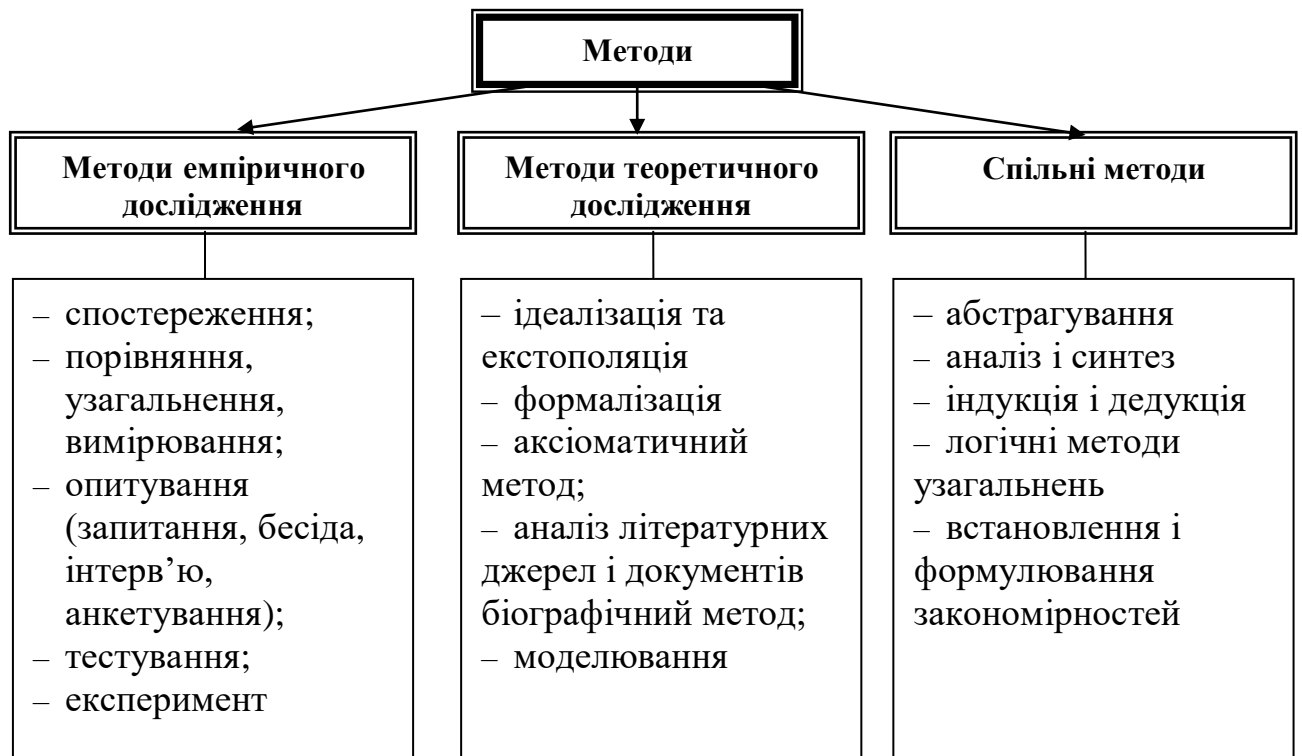 Методи
Методи емпіричного
дослідження
Методи теоретичного
дослідження
Спільні методи
– спостереження;
– порівняння,
узагальнення,
вимірювання;
– опитування
(запитання, бесіда,
інтерв’ю,
анкетування);
– тестування;
– експеримент
– ідеалізація та
екстополяція
– формалізація
– аксіоматичний
метод;
– аналіз літературних
джерел і документів
біографічний метод;
– моделювання
– абстрагування
– аналіз і синтез
– індукція і дедукція
– логічні методи
узагальнень
– встановлення і
формулювання
закономірностей